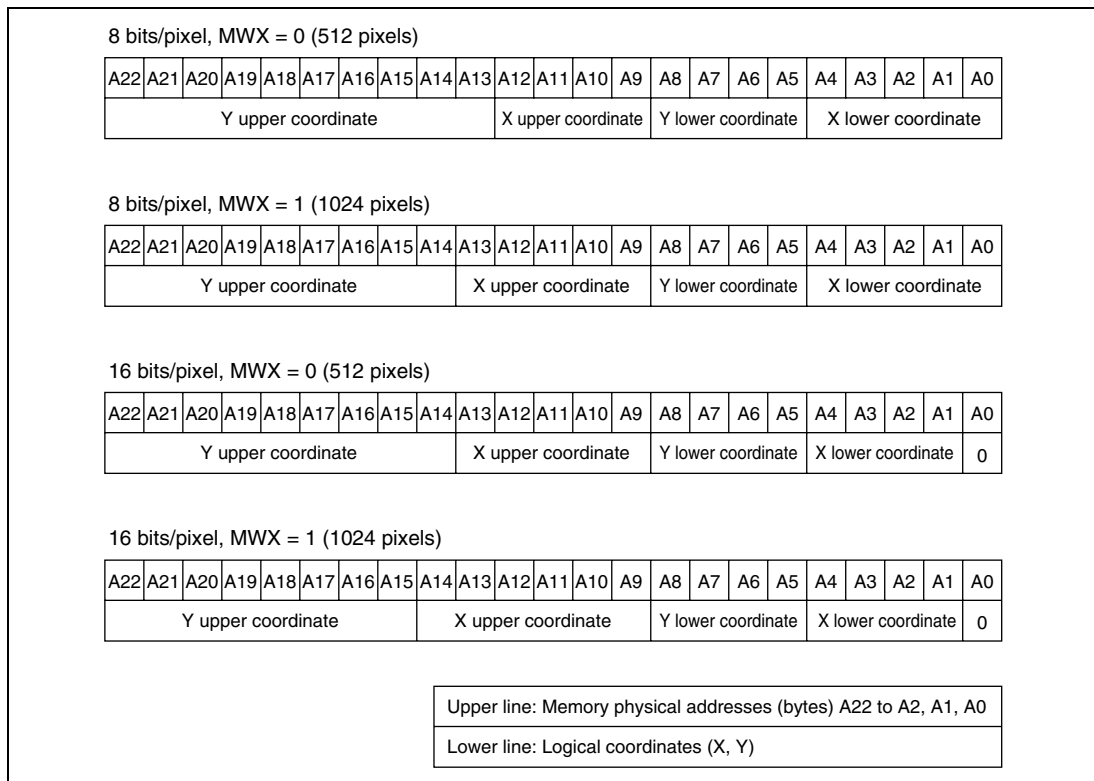 8 bits/pixel, MWX = 0 (512 pixels)
A22 A21 A20 A19 A18 A17 A16 A15 A14 A13 A12 A11 A10 A9 A8 A7 A6 A5 A4 A3 A2 A1 A0
Y upper coordinate X upper coordinate Y lower coordinate X lower coordinate
8 bits/pixel, MWX = 1 (1024 pixels)
A22 A21 A20 A19 A18 A17 A16 A15 A14 A13 A12 A11 A10 A9 A8 A7 A6 A5 A4 A3 A2 A1 A0
Y upper coordinate X upper coordinate Y lower coordinate X lower coordinate
16 bits/pixel, MWX = 0 (512 pixels)
A22 A21 A20 A19 A18 A17 A16 A15 A14 A13 A12 A11 A10 A9 A8 A7 A6 A5 A4 A3 A2 A1 A0
Y upper coordinate X upper coordinate Y lower coordinate X lower coordinate 0
16 bits/pixel, MWX = 1 (1024 pixels)
A22 A21 A20 A19 A18 A17 A16 A15 A14 A13 A12 A11 A10 A9 A8 A7 A6 A5 A4 A3 A2 A1 A0
Y upper coordinate X upper coordinate Y lower coordinate X lower coordinate 0
Upper line: Memory physical addresses (bytes) A22 to A2, A1, A0
Lower line: Logical coordinates (X, Y)